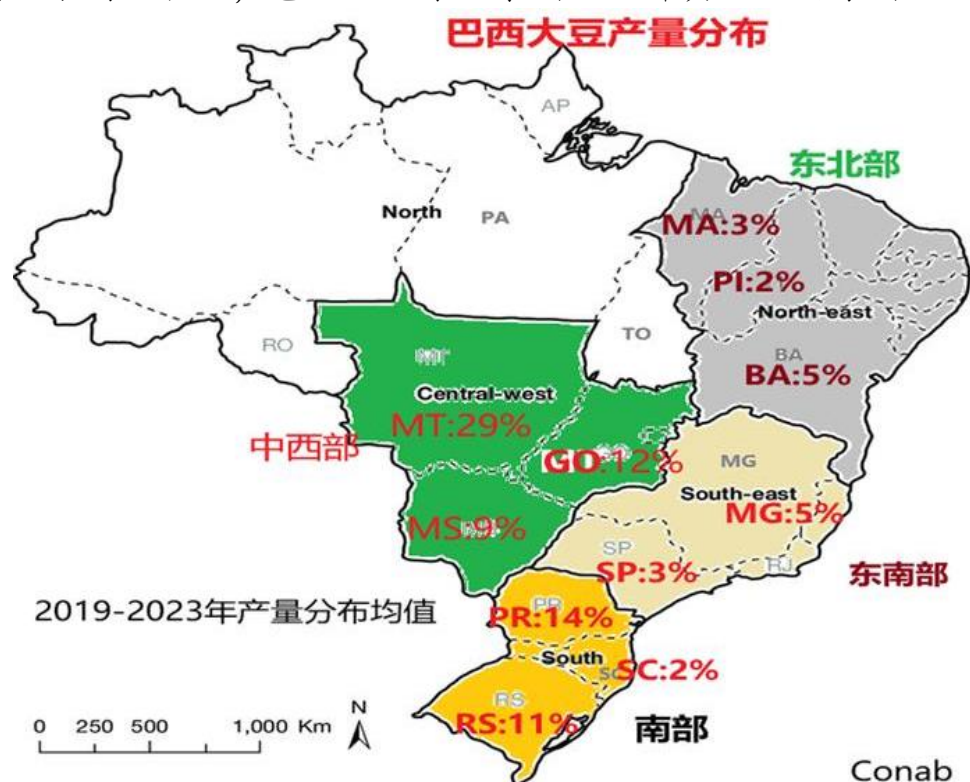 巴西大豆产量分布
AP
东北部
North
PA
MA
MA:3%
PI:2%
North-east
RO
TO
BA
BA:5%
Central-west
MT:29%
中西部
GO:12%
MG
South-east
MG:5%
MS:9%
SP
SP:3%
RJ
东南部
2019-2023年产量分布均值
PR
PR:14%
South
SC
SC:2%
RS
RS:11%
南部
0 250 500 1,000 Km
N
Conab